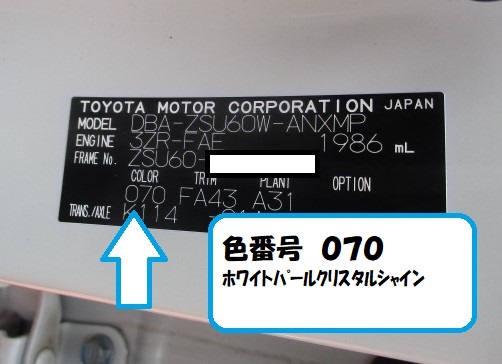 TOYOTA MOTOR CORPORATION JAPAN
MODEL DBA-ZSU60W-ANXMP
ENGINE 3ZR-FAE 1986 mL
FRAME No. ZSU60-
COLOR TRIM PLANT OPTION
070 FA43 A31
TRANS./AXLE K114
色番号 070
ホワイトパールクリスタルシャイン